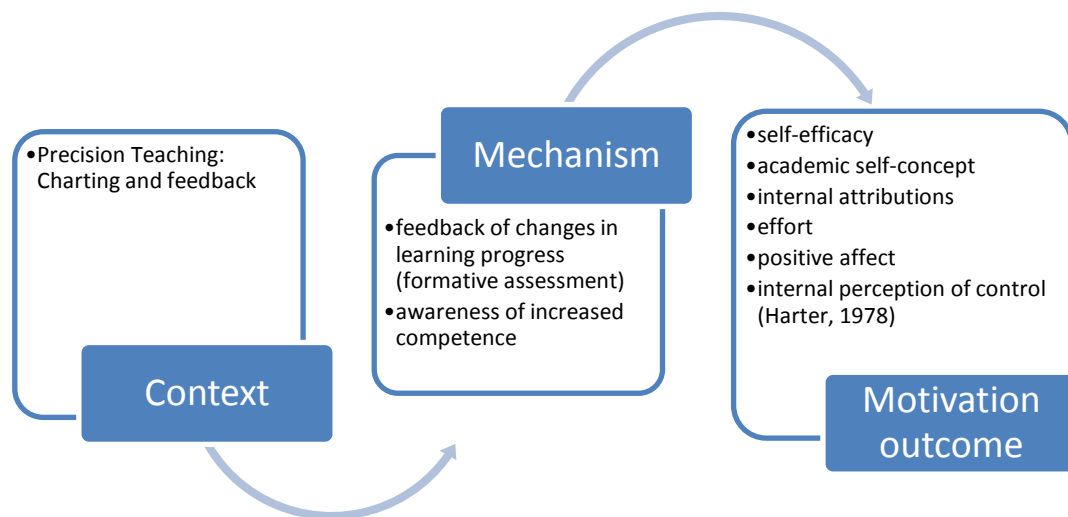 •Precision Teaching:
Charting and feedback
Context
Mechanism
•feedback of changes in
learning progress
(formative assessment)
•awareness of increased
competence
•self-efficacy
•academic self-concept
•internal attributions
•effort
•positive affect
•internal perception of control
(Harter, 1978)
Motivation
outcome